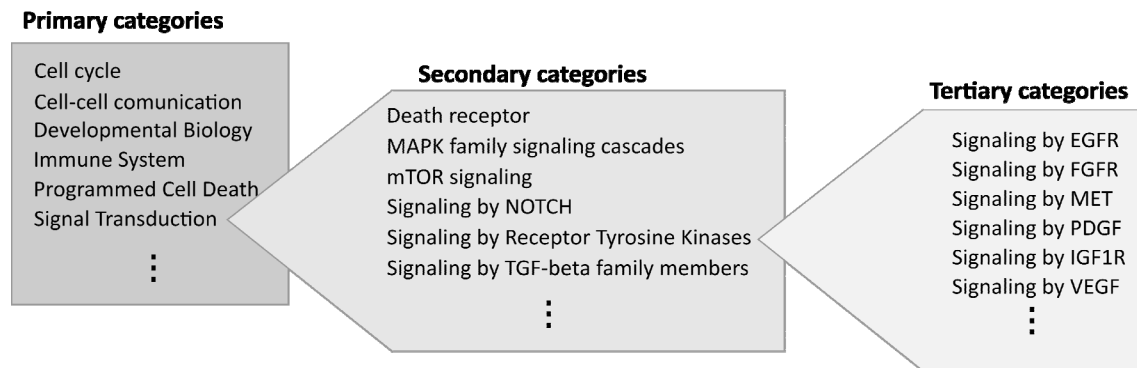 Primary categories
Cell cycle
Cell-cell comunication
Developmental Biology
Immune System
Programmed Cell Death
Signal Transduction
Secondary categories
Death receptor
MAPK family signaling cascades
mTOR signaling
Signaling by NOTCH
Signaling by Receptor Tyrosine Kinases
Signaling by TGF-beta family members
Tertiary categories
Signaling by EGFR
Signaling by FGFR
Signaling by MET
Signaling by PDGF
Signaling by IGF1R
Signaling by VEGF